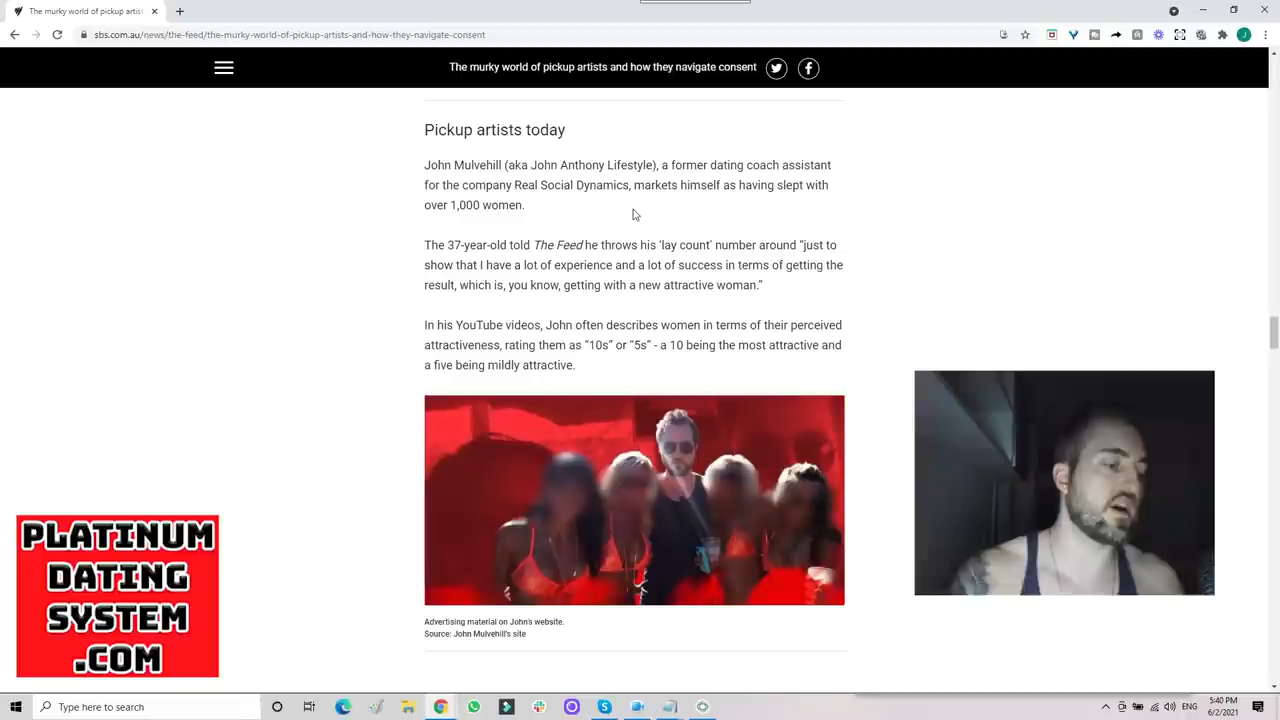 The murky world of pickup artis
sbs.com.au/news/the-feed/the-murky-world-of-pickup-artists-and-how-they-navigate-consent
The murky world of pickup artists and how they navigate consent
Pickup artists today
John Mulvehill (aka John Anthony Lifestyle), a former dating coach assistant
for the company Real Social Dynamics, markets himself as having slept with
over 1,000 women.
The 37-year-old told The Feed he throws his ‘lay count’ number around “just to
show that I have a lot of experience and a lot of success in terms of getting the
result, which is, you know, getting with a new attractive woman.”
In his YouTube videos, John often describes women in terms of their perceived
attractiveness, rating them as “10s” or “5s” - a 10 being the most attractive and
a five being mildly attractive.
Advertising material on John's website.
Source: John Mulvehill's site
PLATINUM
DATING
SYSTEM
.COM
Type here to search
5:40 PM
6/2/2021